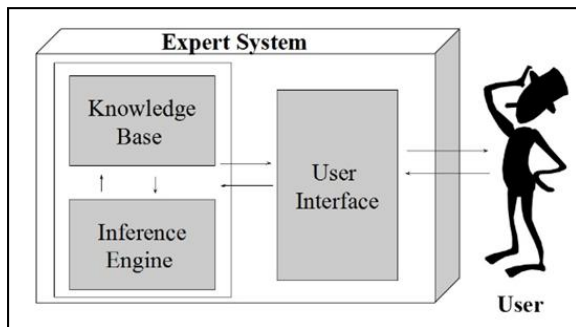 Expert System
Knowledge
Base
User
Interface
Inference
Engine
User